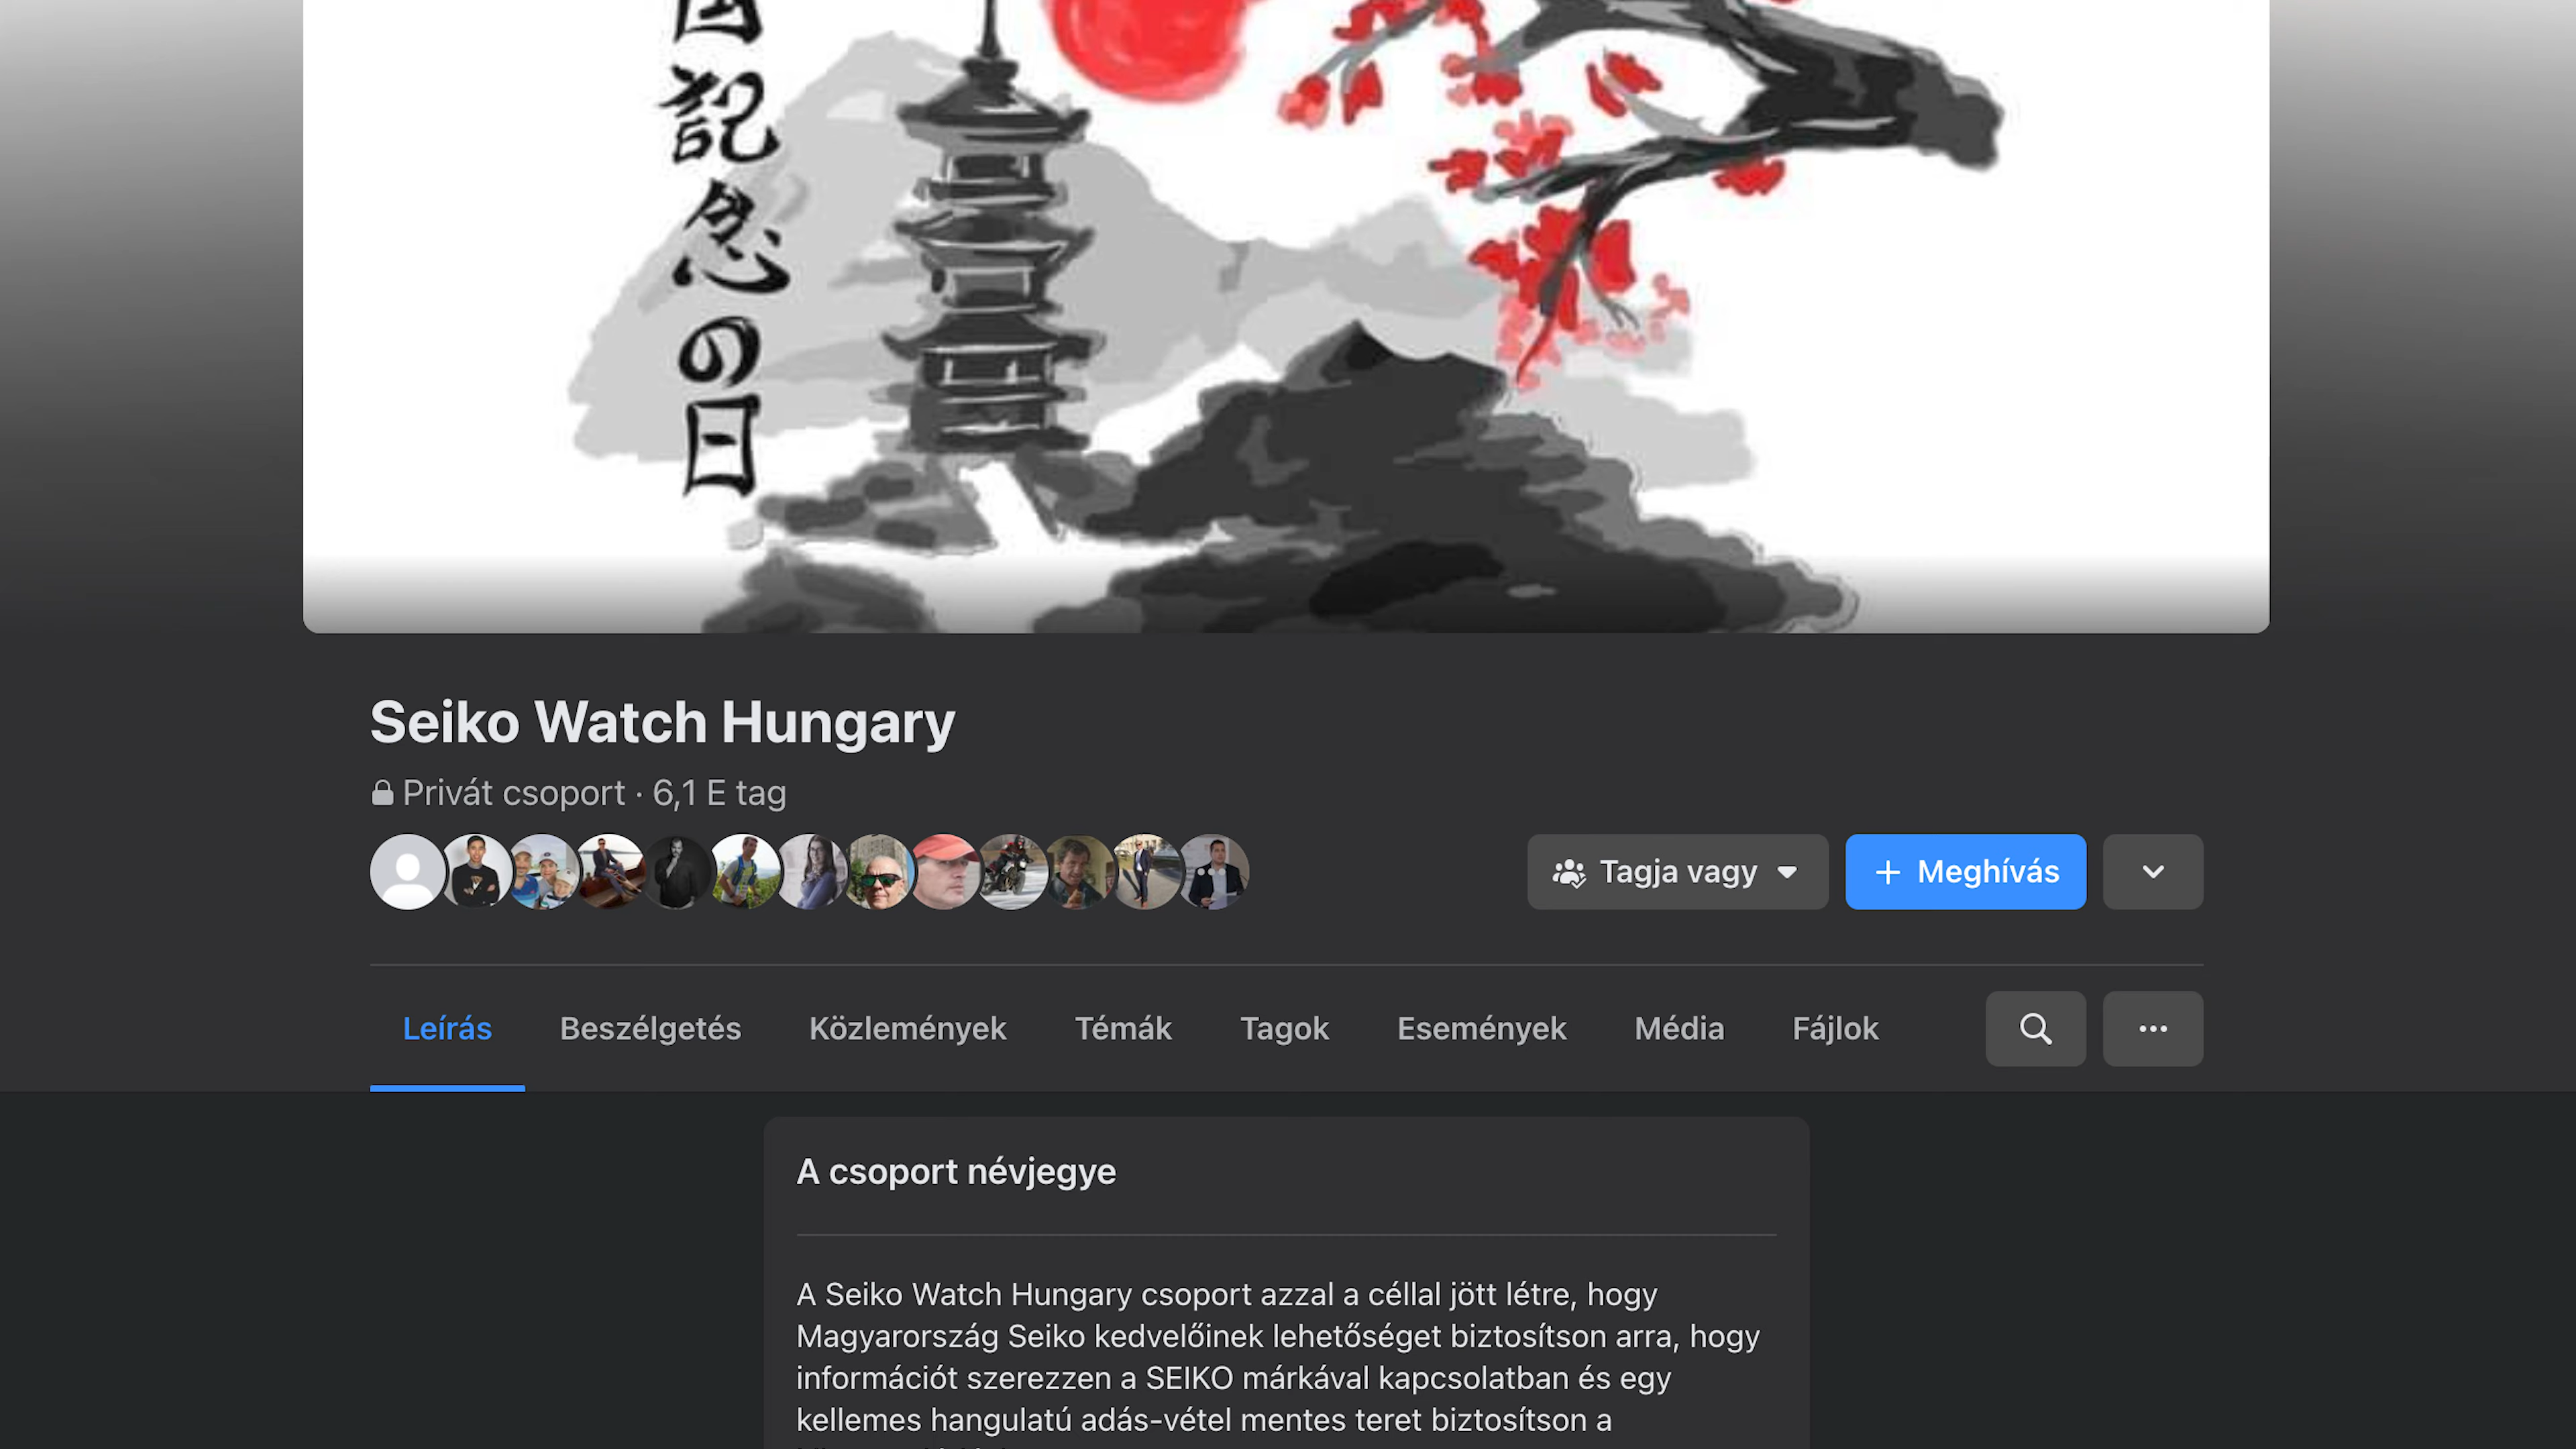 国記念の日
Seiko Watch Hungary
Privát csoport · 6,1 E tag
Tagja vagy
+ Meghívás
Leírás Beszélgetés Közlemények Témák Tagok Események Média Fájlok
A csoport névjegye
A Seiko Watch Hungary csoport azzal a céllal jött létre, hogy
Magyarország Seiko kedvelőinek lehetőséget biztosítson arra, hogy
információt szerezzen a SEIKO márkával kapcsolatban és egy
kellemes hangulatú adás-vétel mentes teret biztosítson a